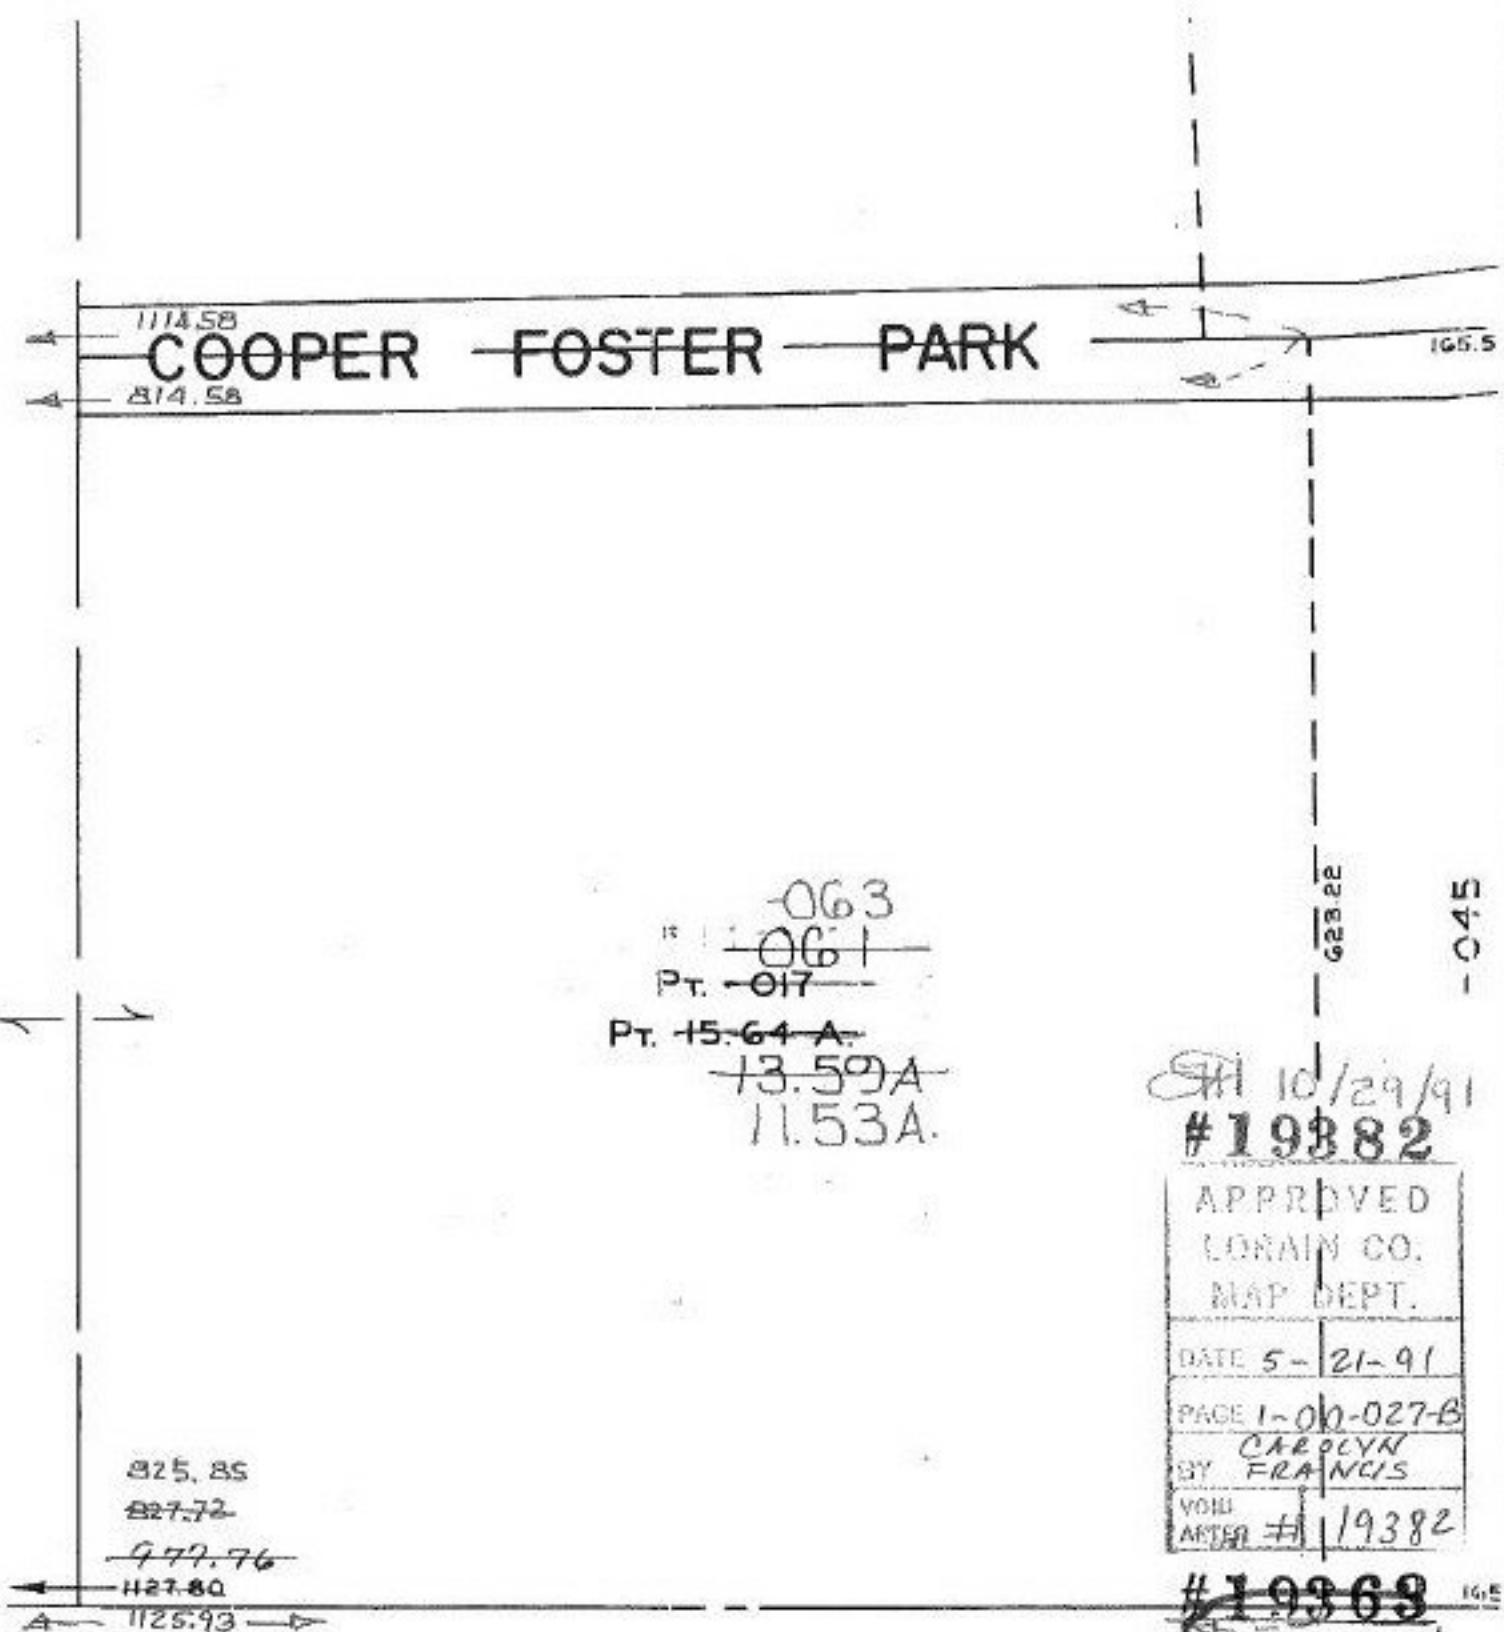 1114.58
COOPER FOSTER PARK
165.5
814.58
-063
061
PT. -017
PT. 15.64 A.
13.59A
11.53A.
623.22
-045
10/29/91
#19382
APPROVED
LORAIN CO.
MAP DEPT.
DATE 5-21-91
PAGE 1-00-027-B
BY CAROLYN FRANCIS
VOID AFTER # 19382
#19363
825.85
827.72
977.76
1127.80
1125.93